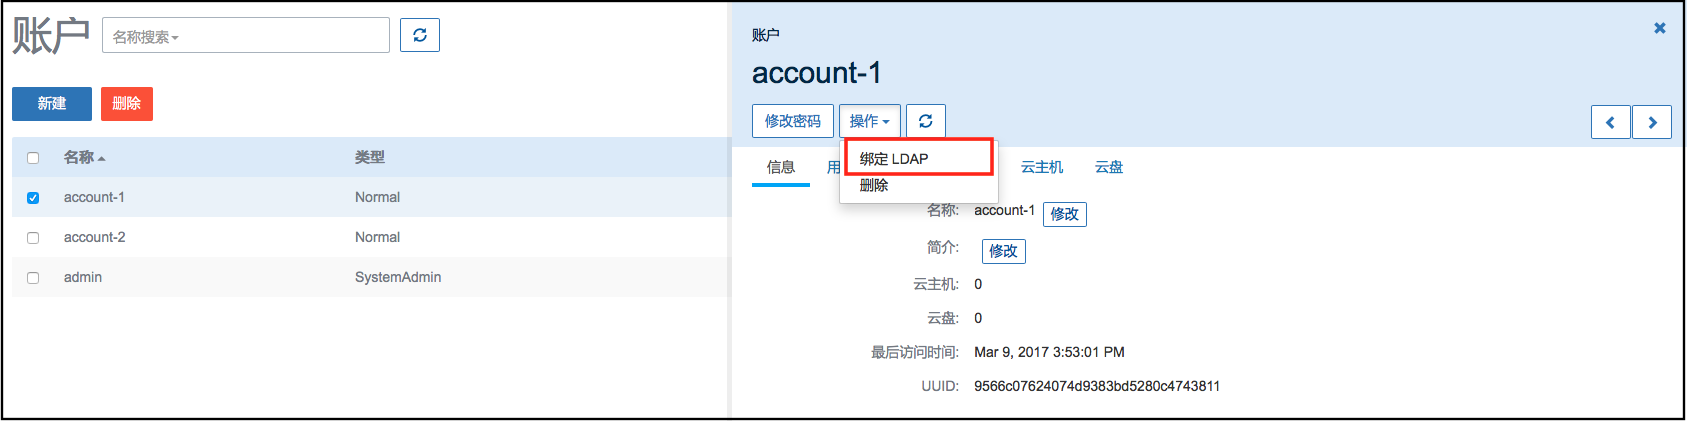 账户
名称搜索
新建
删除
名称
类型
account-1
Normal
account-2
Normal
admin
SystemAdmin
账户
account-1
修改密码
操作
绑定 LDAP
删除
信息
用
云主机
云盘
名称: account-1 修改
简介: 修改
云主机: 0
云盘: 0
最后访问时间: Mar 9, 2017 3:53:01 PM
UUID: 9566c07624074d9383bd5280c4743811